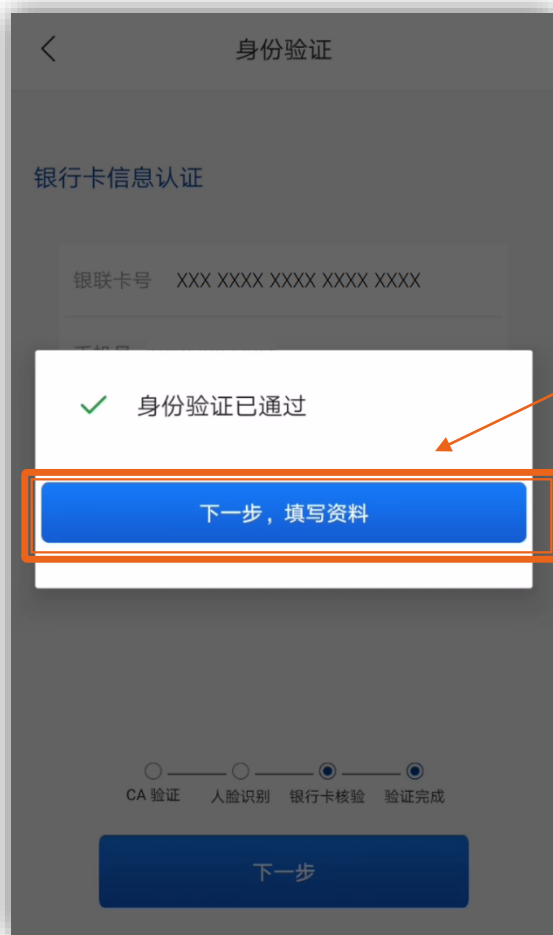 身份验证
银行卡信息认证
银联卡号 XXX XXXX XXXX XXXX XXXX
身份验证已通过
下一步，填写资料
CA 验证 人脸识别 银行卡核验 验证完成
下一步